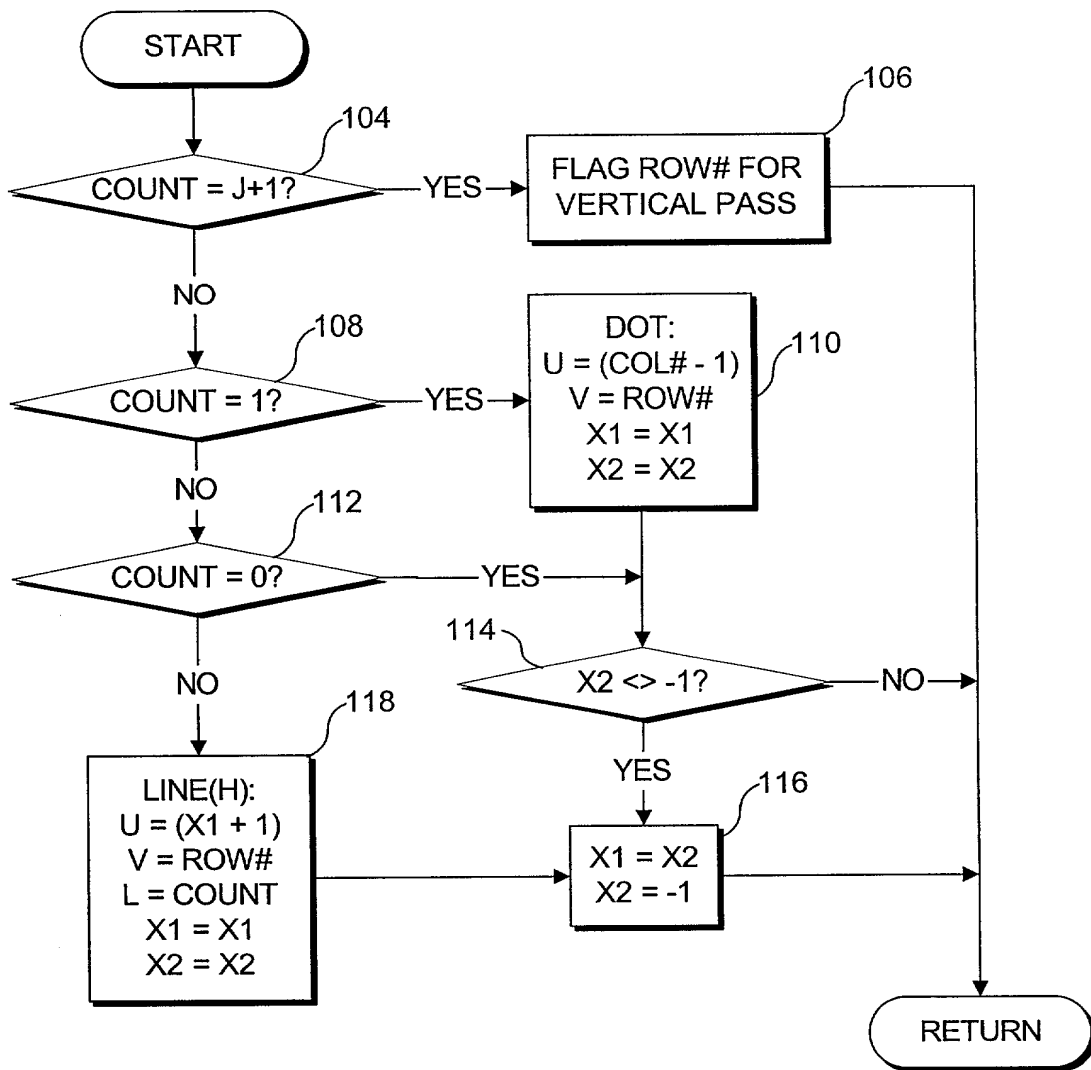 START
104
COUNT = J+1?
YES
106
FLAG ROW# FOR
VERTICAL PASS
NO
108
COUNT = 1?
YES
DOT:
U = (COL# - 1)
V = ROW#
X1 = X1
X2 = X2
110
NO
112
COUNT = 0?
YES
114
X2 <> -1?
NO
NO
118
LINE(H):
U = (X1 + 1)
V = ROW#
L = COUNT
X1 = X1
X2 = X2
YES
116
X1 = X2
X2 = -1
RETURN